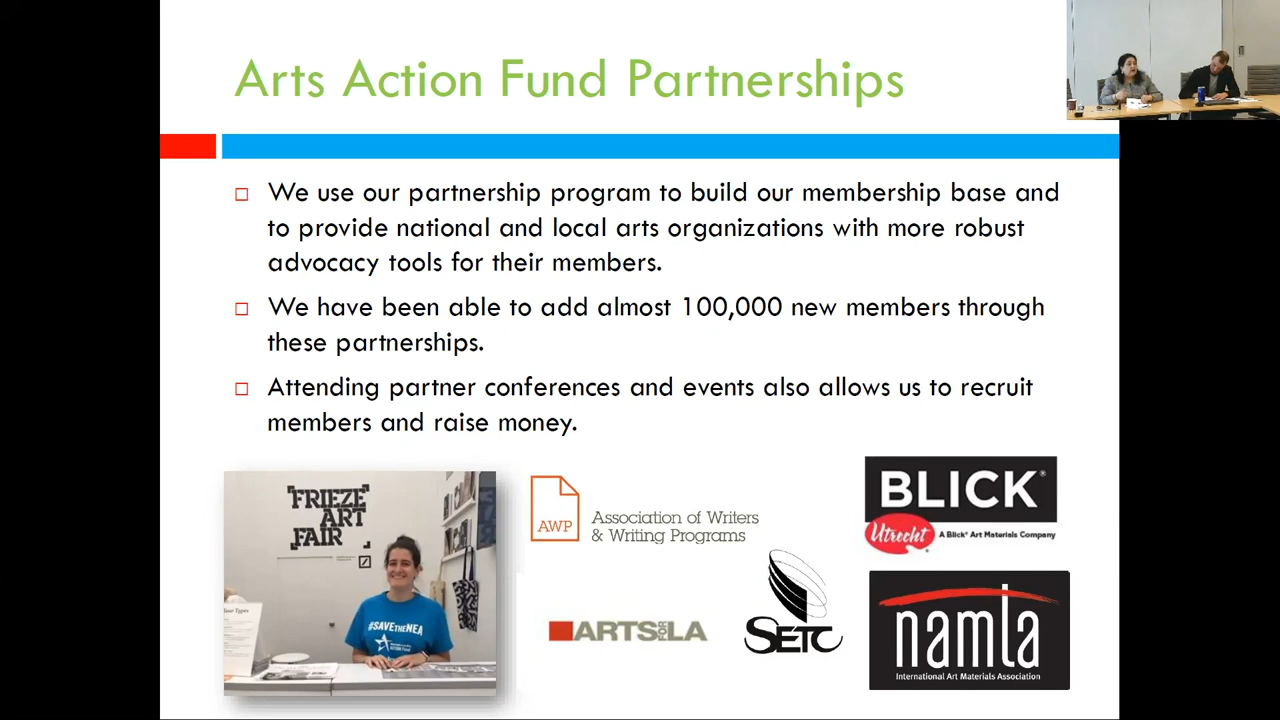 Arts Action Fund Partnerships
We use our partnership program to build our membership base and
to provide national and local arts organizations with more robust
advocacy tools for their members.
We have been able to add almost 100,000 new members through
these partnerships.
Attending partner conferences and events also allows us to recruit
members and raise money.
FRIEZE
ART
FAIR
#SAVETHENEA
ACTION Fund
AWP
Association of Writers
& Writing Programs
ARTS FOR LA
SETC
BLICK®
Utrecht®
A Blick® Art Materials Company
namta
International Art Materials Association